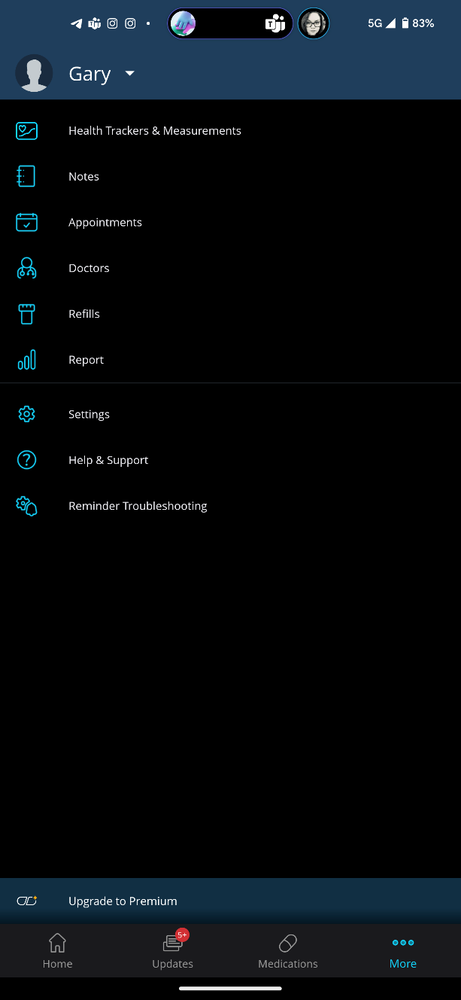 5G 83%
Gary
Health Trackers & Measurements
Notes
Appointments
Doctors
Refills
Report
Settings
Help & Support
Reminder Troubleshooting
Upgrade to Premium
5+
Home Updates Medications More